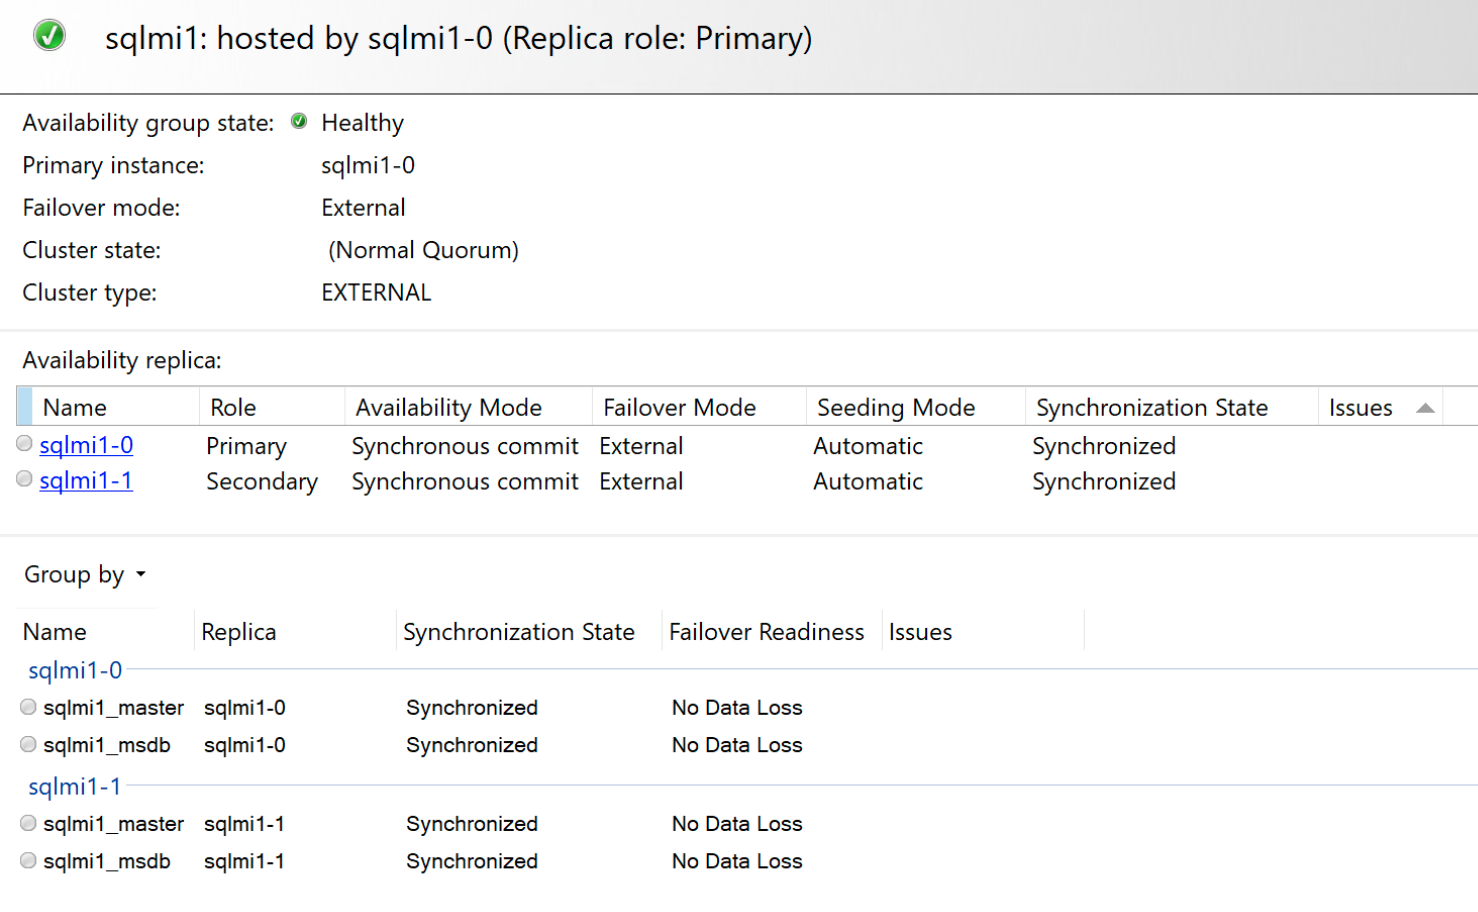 sqlmi1: hosted by sqlmi1-0 (Replica role: Primary)
Availability group state: Healthy
Primary instance: sqlmi1-0
Failover mode: External
Cluster state: (Normal Quorum)
Cluster type: EXTERNAL
Availability replica:
Name Role Availability Mode Failover Mode Seeding Mode Synchronization State Issues
sqlmi1-0 Primary Synchronous commit External Automatic Synchronized
sqlmi1-1 Secondary Synchronous commit External Automatic Synchronized
Group by
Name Replica Synchronization State Failover Readiness Issues
sqlmi1-0
sqlmi1_master sqlmi1-0 Synchronized No Data Loss
sqlmi1_msdb sqlmi1-0 Synchronized No Data Loss
sqlmi1-1
sqlmi1_master sqlmi1-1 Synchronized No Data Loss
sqlmi1_msdb sqlmi1-1 Synchronized No Data Loss